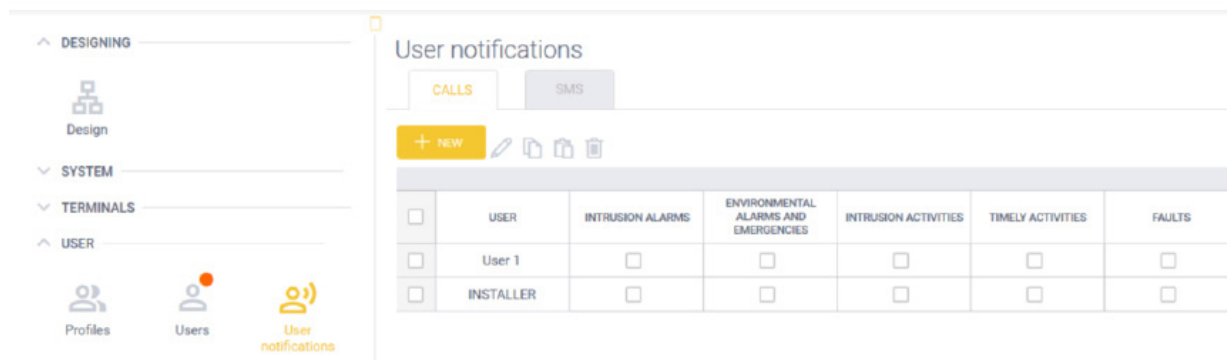 DESIGNING
Design
SYSTEM
TERMINALS
USER
Profiles
Users
User
notifications
User notifications
CALLS
SMS
+ NEW
USER
INTRUSION ALARMS
ENVIRONMENTAL
ALARMS AND
EMERGENCIES
INTRUSION ACTIVITIES
TIMELY ACTIVITIES
FAULTS
User 1
INSTALLER